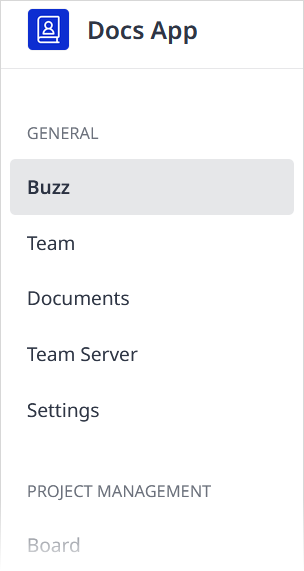 Docs App
GENERAL
Buzz
Team
Documents
Team Server
Settings
PROJECT MANAGEMENT
Board